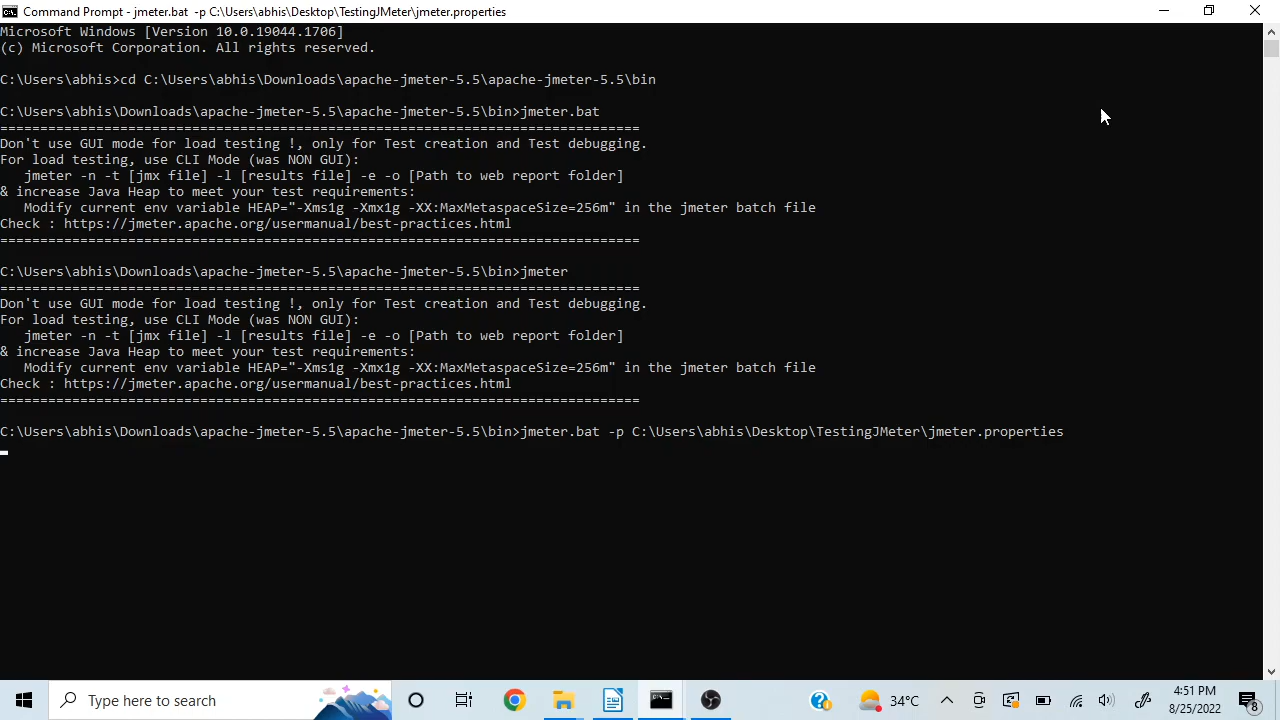 Command Prompt - jmeter.bat -p C:\Users\abhis\Desktop\TestingJMeter\jmeter.properties
Microsoft Windows [Version 10.0.19044.1706]
(c) Microsoft Corporation. All rights reserved.
C:\Users\abhis>cd C:\Users\abhis\Downloads\apache-jmeter-5.5\apache-jmeter-5.5\bin
C:\Users\abhis\Downloads\apache-jmeter-5.5\apache-jmeter-5.5\bin>jmeter.bat
================================================================================
Don't use GUI mode for load testing !, only for Test creation and Test debugging.
For load testing, use CLI Mode (was NON GUI):
   jmeter -n -t [jmx file] -l [results file] -e -o [Path to web report folder]
& increase Java Heap to meet your test requirements:
   Modify current env variable HEAP="-Xms1g -Xmx1g -XX:MaxMetaspaceSize=256m" in the jmeter batch file
Check : https://jmeter.apache.org/usermanual/best-practices.html
================================================================================
C:\Users\abhis\Downloads\apache-jmeter-5.5\apache-jmeter-5.5\bin>jmeter
================================================================================
Don't use GUI mode for load testing !, only for Test creation and Test debugging.
For load testing, use CLI Mode (was NON GUI):
   jmeter -n -t [jmx file] -l [results file] -e -o [Path to web report folder]
& increase Java Heap to meet your test requirements:
   Modify current env variable HEAP="-Xms1g -Xmx1g -XX:MaxMetaspaceSize=256m" in the jmeter batch file
Check : https://jmeter.apache.org/usermanual/best-practices.html
================================================================================
C:\Users\abhis\Downloads\apache-jmeter-5.5\apache-jmeter-5.5\bin>jmeter.bat -p C:\Users\abhis\Desktop\TestingJMeter\jmeter.properties
Type here to search
34°C
4:51 PM
8/25/2022
8